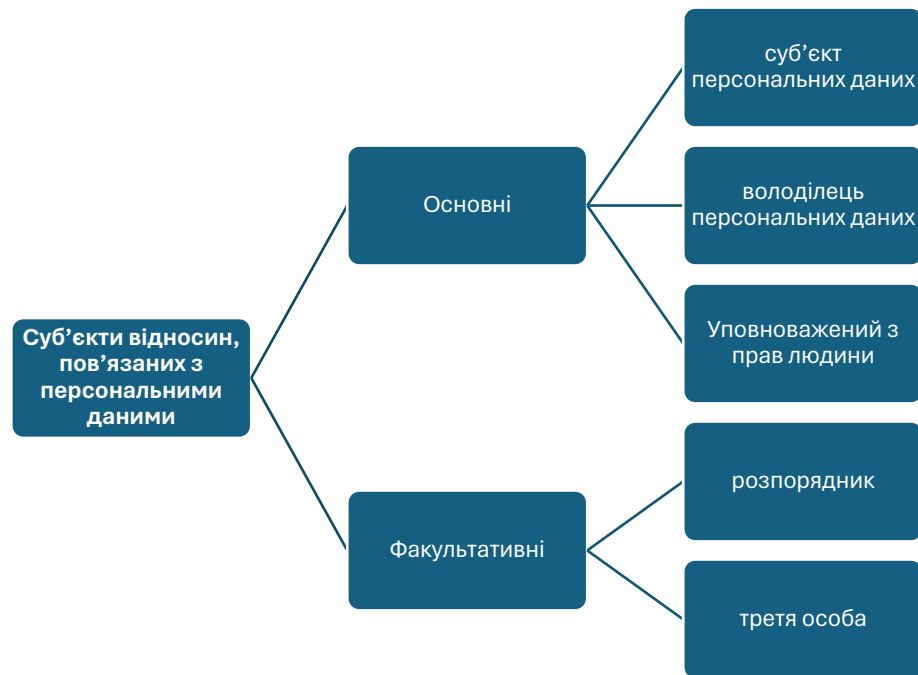 суб’єкт
персональних даних
Основні
володілець
персональних даних
Уповноважений з
прав людини
Суб’єкти відносин,
пов’язаних з
персональними
даними
розпорядник
Факультативні
третя особа